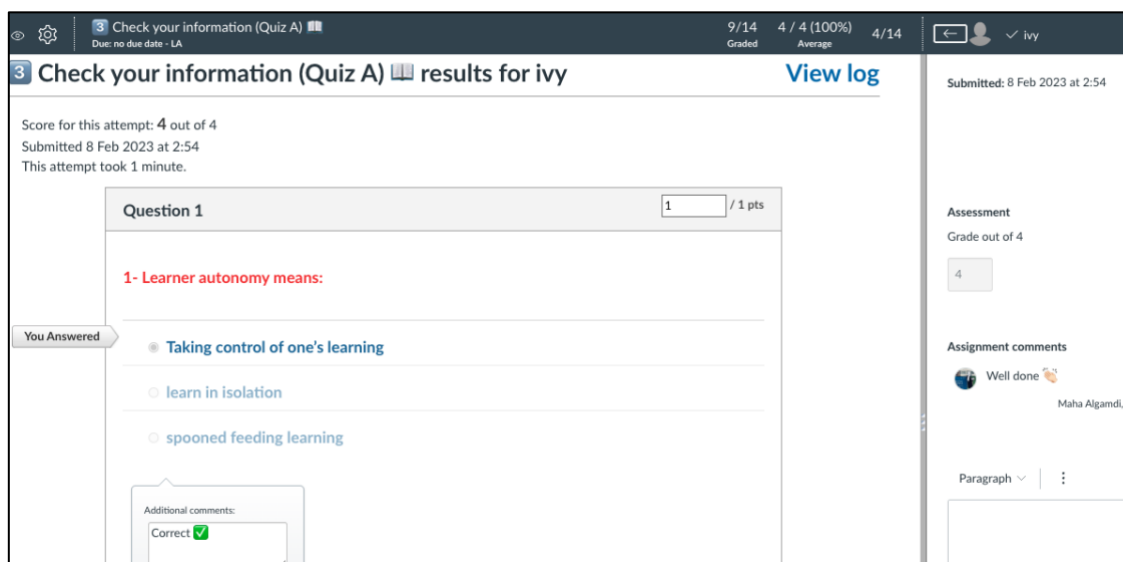 3 Check your information (Quiz A)
Due: no due date - LA
9/14
Graded
4 / 4 (100%)
Average
4/14
ivy
3 Check your information (Quiz A) 📖 results for ivy
View log
Score for this attempt: 4 out of 4
Submitted 8 Feb 2023 at 2:54
This attempt took 1 minute.
Question 1
1 / 1 pts
1- Learner autonomy means:
You Answered
Taking control of one's learning
learn in isolation
spooned feeding learning
Additional comments:
Correct ✅
Submitted: 8 Feb 2023 at 2:54
Assessment
Grade out of 4
4
Assignment comments
Well done 👏🏻
Maha Algamdi,
Paragraph